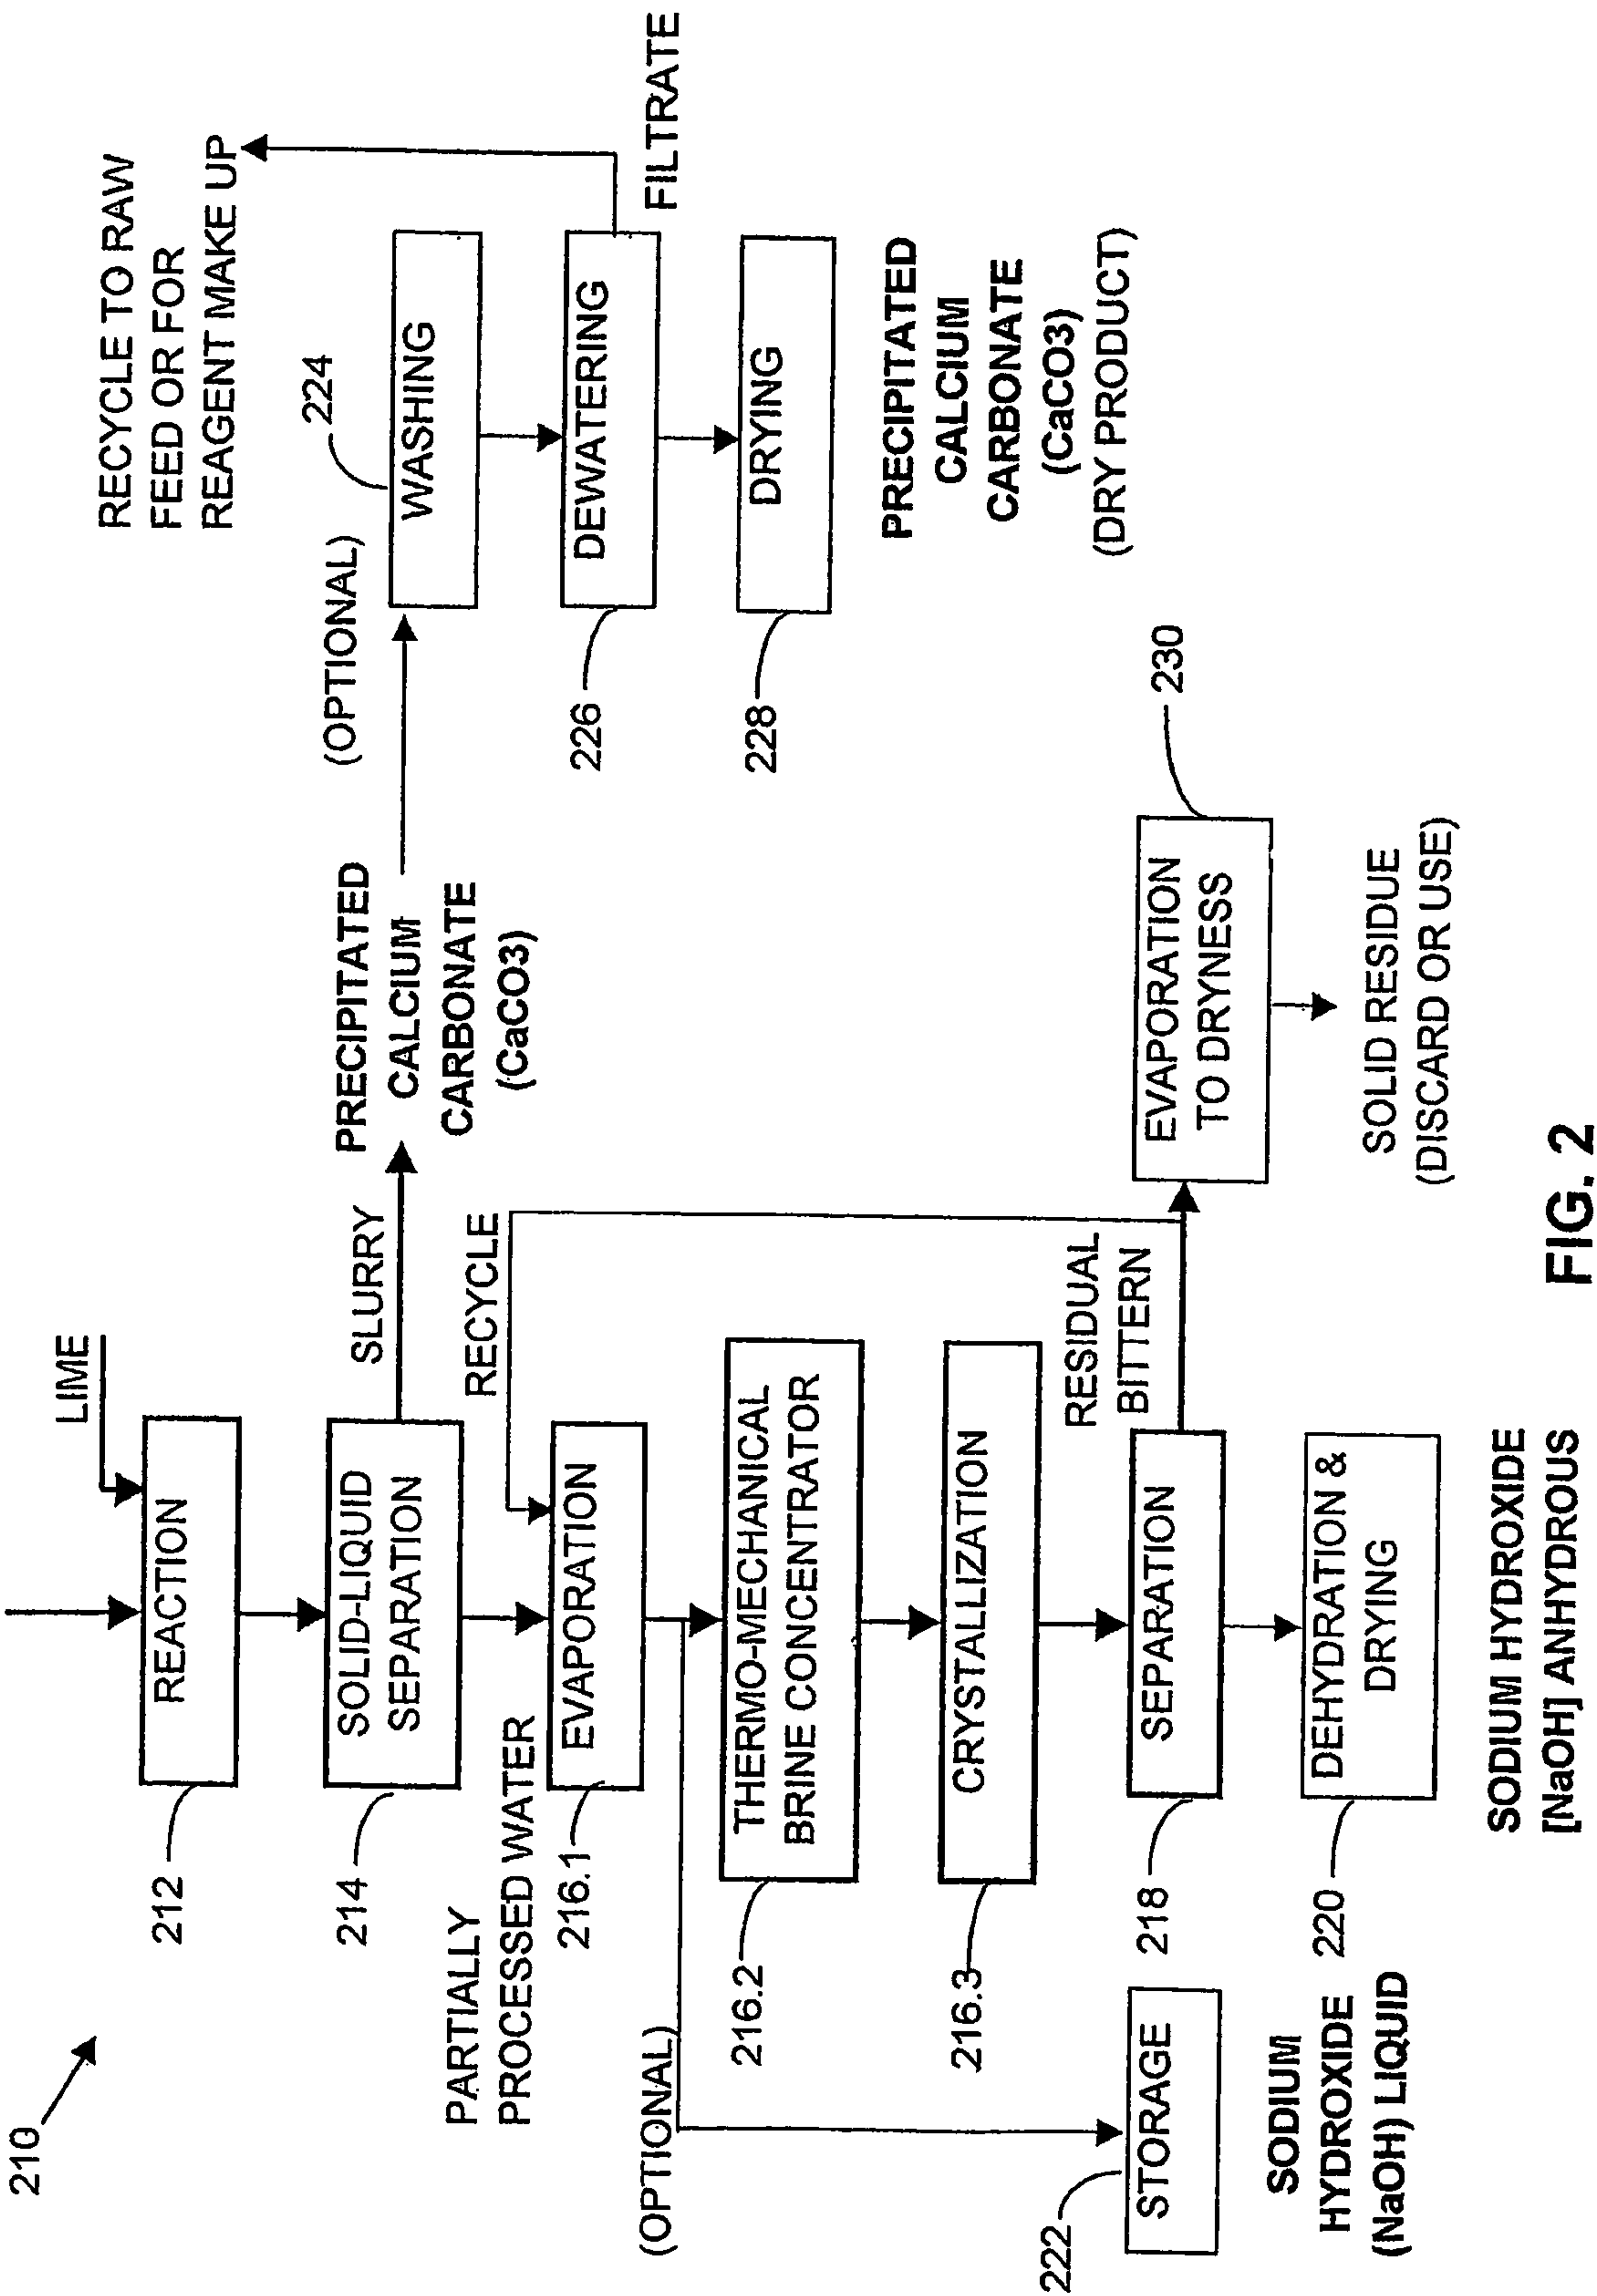 210
LIME
REACTION
212
SOLID-LIQUID
SEPARATION
214
SLURRY
PRECIPITATED
CALCIUM
CARBONATE
(CaCO3)
(OPTIONAL)
224
WASHING
RECYCLE TO RAW
FEED OR FOR
REAGENT MAKE UP
DEWATERING
226
FILTRATE
DRYING
228
PRECIPITATED
CALCIUM
CARBONATE
(CaCO3)
(DRY PRODUCT)
PARTIALLY
PROCESSED WATER
RECYCLE
EVAPORATION
216.1
(OPTIONAL)
THERMO-MECHANICAL
BRINE CONCENTRATOR
216.2
CRYSTALLIZATION
216.3
RESIDUAL
BITTERN
SEPARATION
218
EVAPORATION
TO DRYNESS
230
SOLID RESIDUE
(DISCARD OR USE)
STORAGE
222
SODIUM
HYDROXIDE
(NaOH) LIQUID
DEHYDRATION &
DRYING
220
SODIUM HYDROXIDE
[NaOH] ANHYDROUS
FIG. 2